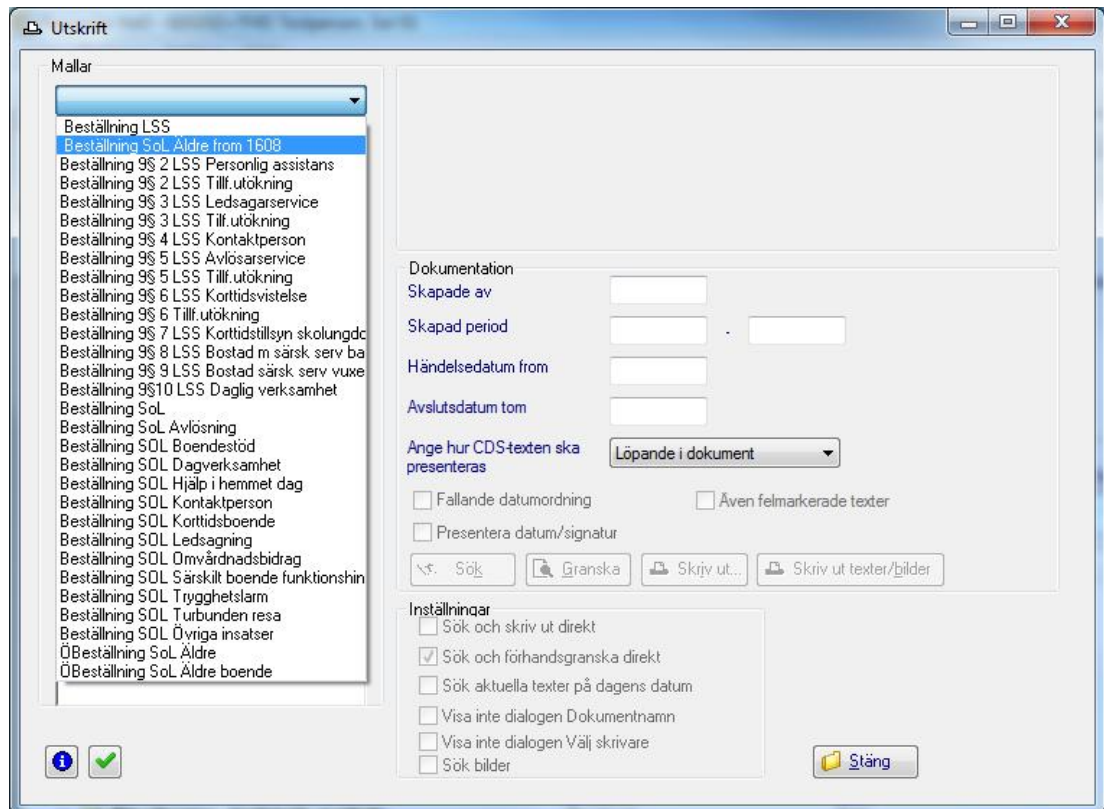 Utskrift
Mallar
Beställning LSS
Beställning SoL Äldre from 1608
Beställning 9§ 2 LSS Personlig assistans
Beställning 9§ 2 LSS Tillf.utökning
Beställning 9§ 3 LSS Ledsagarservice
Beställning 9§ 3 LSS Tilf.utökning
Beställning 9§ 4 LSS Kontaktperson
Beställning 9§ 5 LSS Avlösarservice
Beställning 9§ 5 LSS Tillf.utökning
Beställning 9§ 6 LSS Korttidsvistelse
Beställning 9§ 6 Tillf.utökning
Beställning 9§ 7 LSS Korttidstillsyn skolungdc
Beställning 9§ 8 LSS Bostad m särsk serv ba
Beställning 9§ 9 LSS Bostad särsk serv vuxe
Beställning 9§10 LSS Daglig verksamhet
Beställning SoL
Beställning SoL Avlösning
Beställning SOL Boendestöd
Beställning SOL Dagverksamhet
Beställning SOL Hjälp i hemmet dag
Beställning SOL Kontaktperson
Beställning SOL Korttidsboende
Beställning SOL Ledsagning
Beställning SOL Omvårdnadsbidrag
Beställning SOL Särskilt boende funktionshin
Beställning SOL Trygghetslarm
Beställning SOL Turbunden resa
Beställning SOL Övriga insatser
ÖBeställning SoL Äldre
ÖBeställning SoL Äldre boende
Dokumentation
Skapade av
Skapad period -
Händelsedatum from
Avslutsdatum tom
Ange hur CDS-texten ska
presenteras
Löpande i dokument
Fallande datumordning Även felmarkerade texter
Presentera datum/signatur
Sök Granska Skriv ut... Skriv ut texter/bilder
Inställningar
Sök och skriv ut direkt
Sök och förhandsgranska direkt
Sök aktuella texter på dagens datum
Visa inte dialogen Dokumentnamn
Visa inte dialogen Välj skrivare
Sök bilder
Stäng